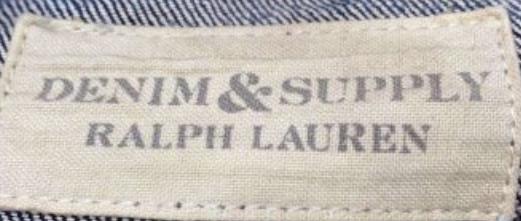 DENIM & SUPPLY
RALPH LAUREN